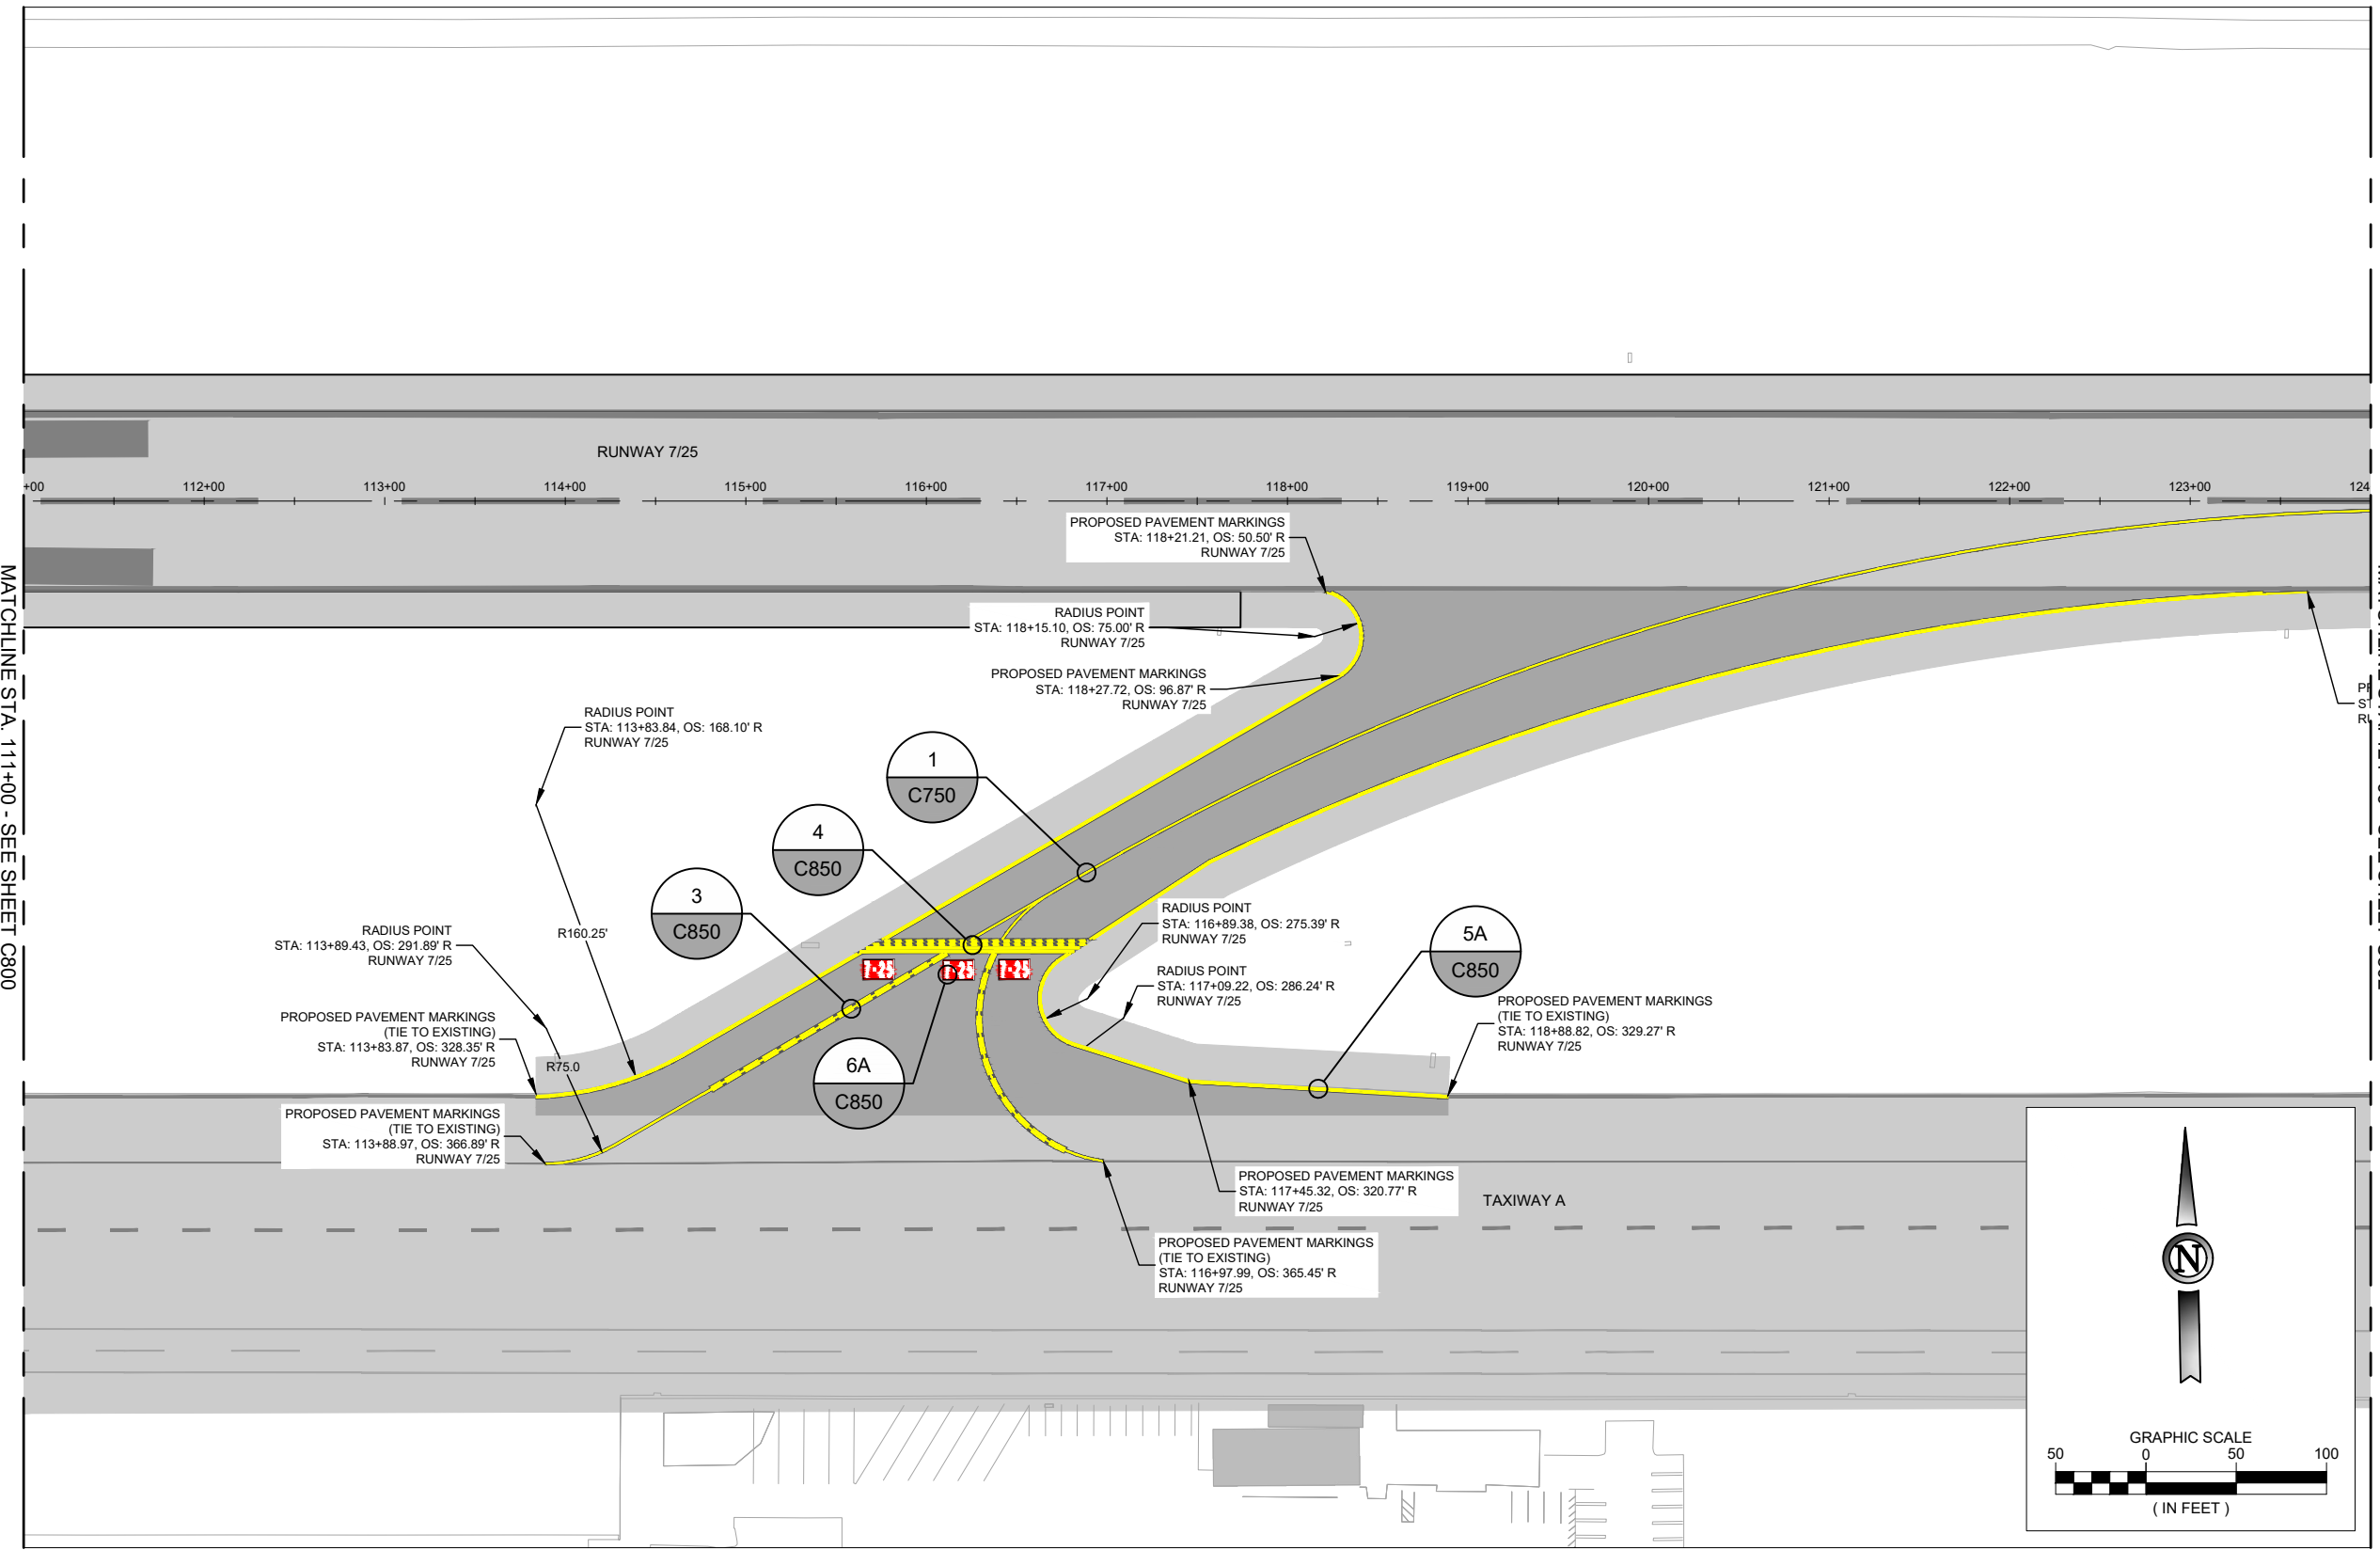 RUNWAY 7/25
+00 112+00 113+00 114+00 115+00 116+00 117+00 118+00 119+00 120+00 121+00 122+00 123+00 124
PROPOSED PAVEMENT MARKINGS
STA: 118+21.21, OS: 50.50' R
RUNWAY 7/25
RADIUS POINT
STA: 118+15.10, OS: 75.00' R
RUNWAY 7/25
PROPOSED PAVEMENT MARKINGS
STA: 118+27.72, OS: 96.87' R
RUNWAY 7/25
PR
ST
RU
RADIUS POINT
STA: 113+83.84, OS: 168.10' R
RUNWAY 7/25
1
C750
4
C850
3
C850
R160.25'
RADIUS POINT
STA: 113+89.43, OS: 291.89' R
RUNWAY 7/25
RADIUS POINT
STA: 116+89.38, OS: 275.39' R
RUNWAY 7/25
5A
C850
RADIUS POINT
STA: 117+09.22, OS: 286.24' R
RUNWAY 7/25
7-25 7-25 7-25
PROPOSED PAVEMENT MARKINGS
(TIE TO EXISTING)
STA: 118+88.82, OS: 329.27' R
RUNWAY 7/25
PROPOSED PAVEMENT MARKINGS
(TIE TO EXISTING)
STA: 113+83.87, OS: 328.35' R
RUNWAY 7/25
R75.0
6A
C850
PROPOSED PAVEMENT MARKINGS
(TIE TO EXISTING)
STA: 113+88.97, OS: 366.89' R
RUNWAY 7/25
PROPOSED PAVEMENT MARKINGS
STA: 117+45.32, OS: 320.77' R
RUNWAY 7/25
TAXIWAY A
PROPOSED PAVEMENT MARKINGS
(TIE TO EXISTING)
STA: 116+97.99, OS: 365.45' R
RUNWAY 7/25
MATCHLINE STA. 111+00 - SEE SHEET C800
N
GRAPHIC SCALE
50 0 50 100
( IN FEET )